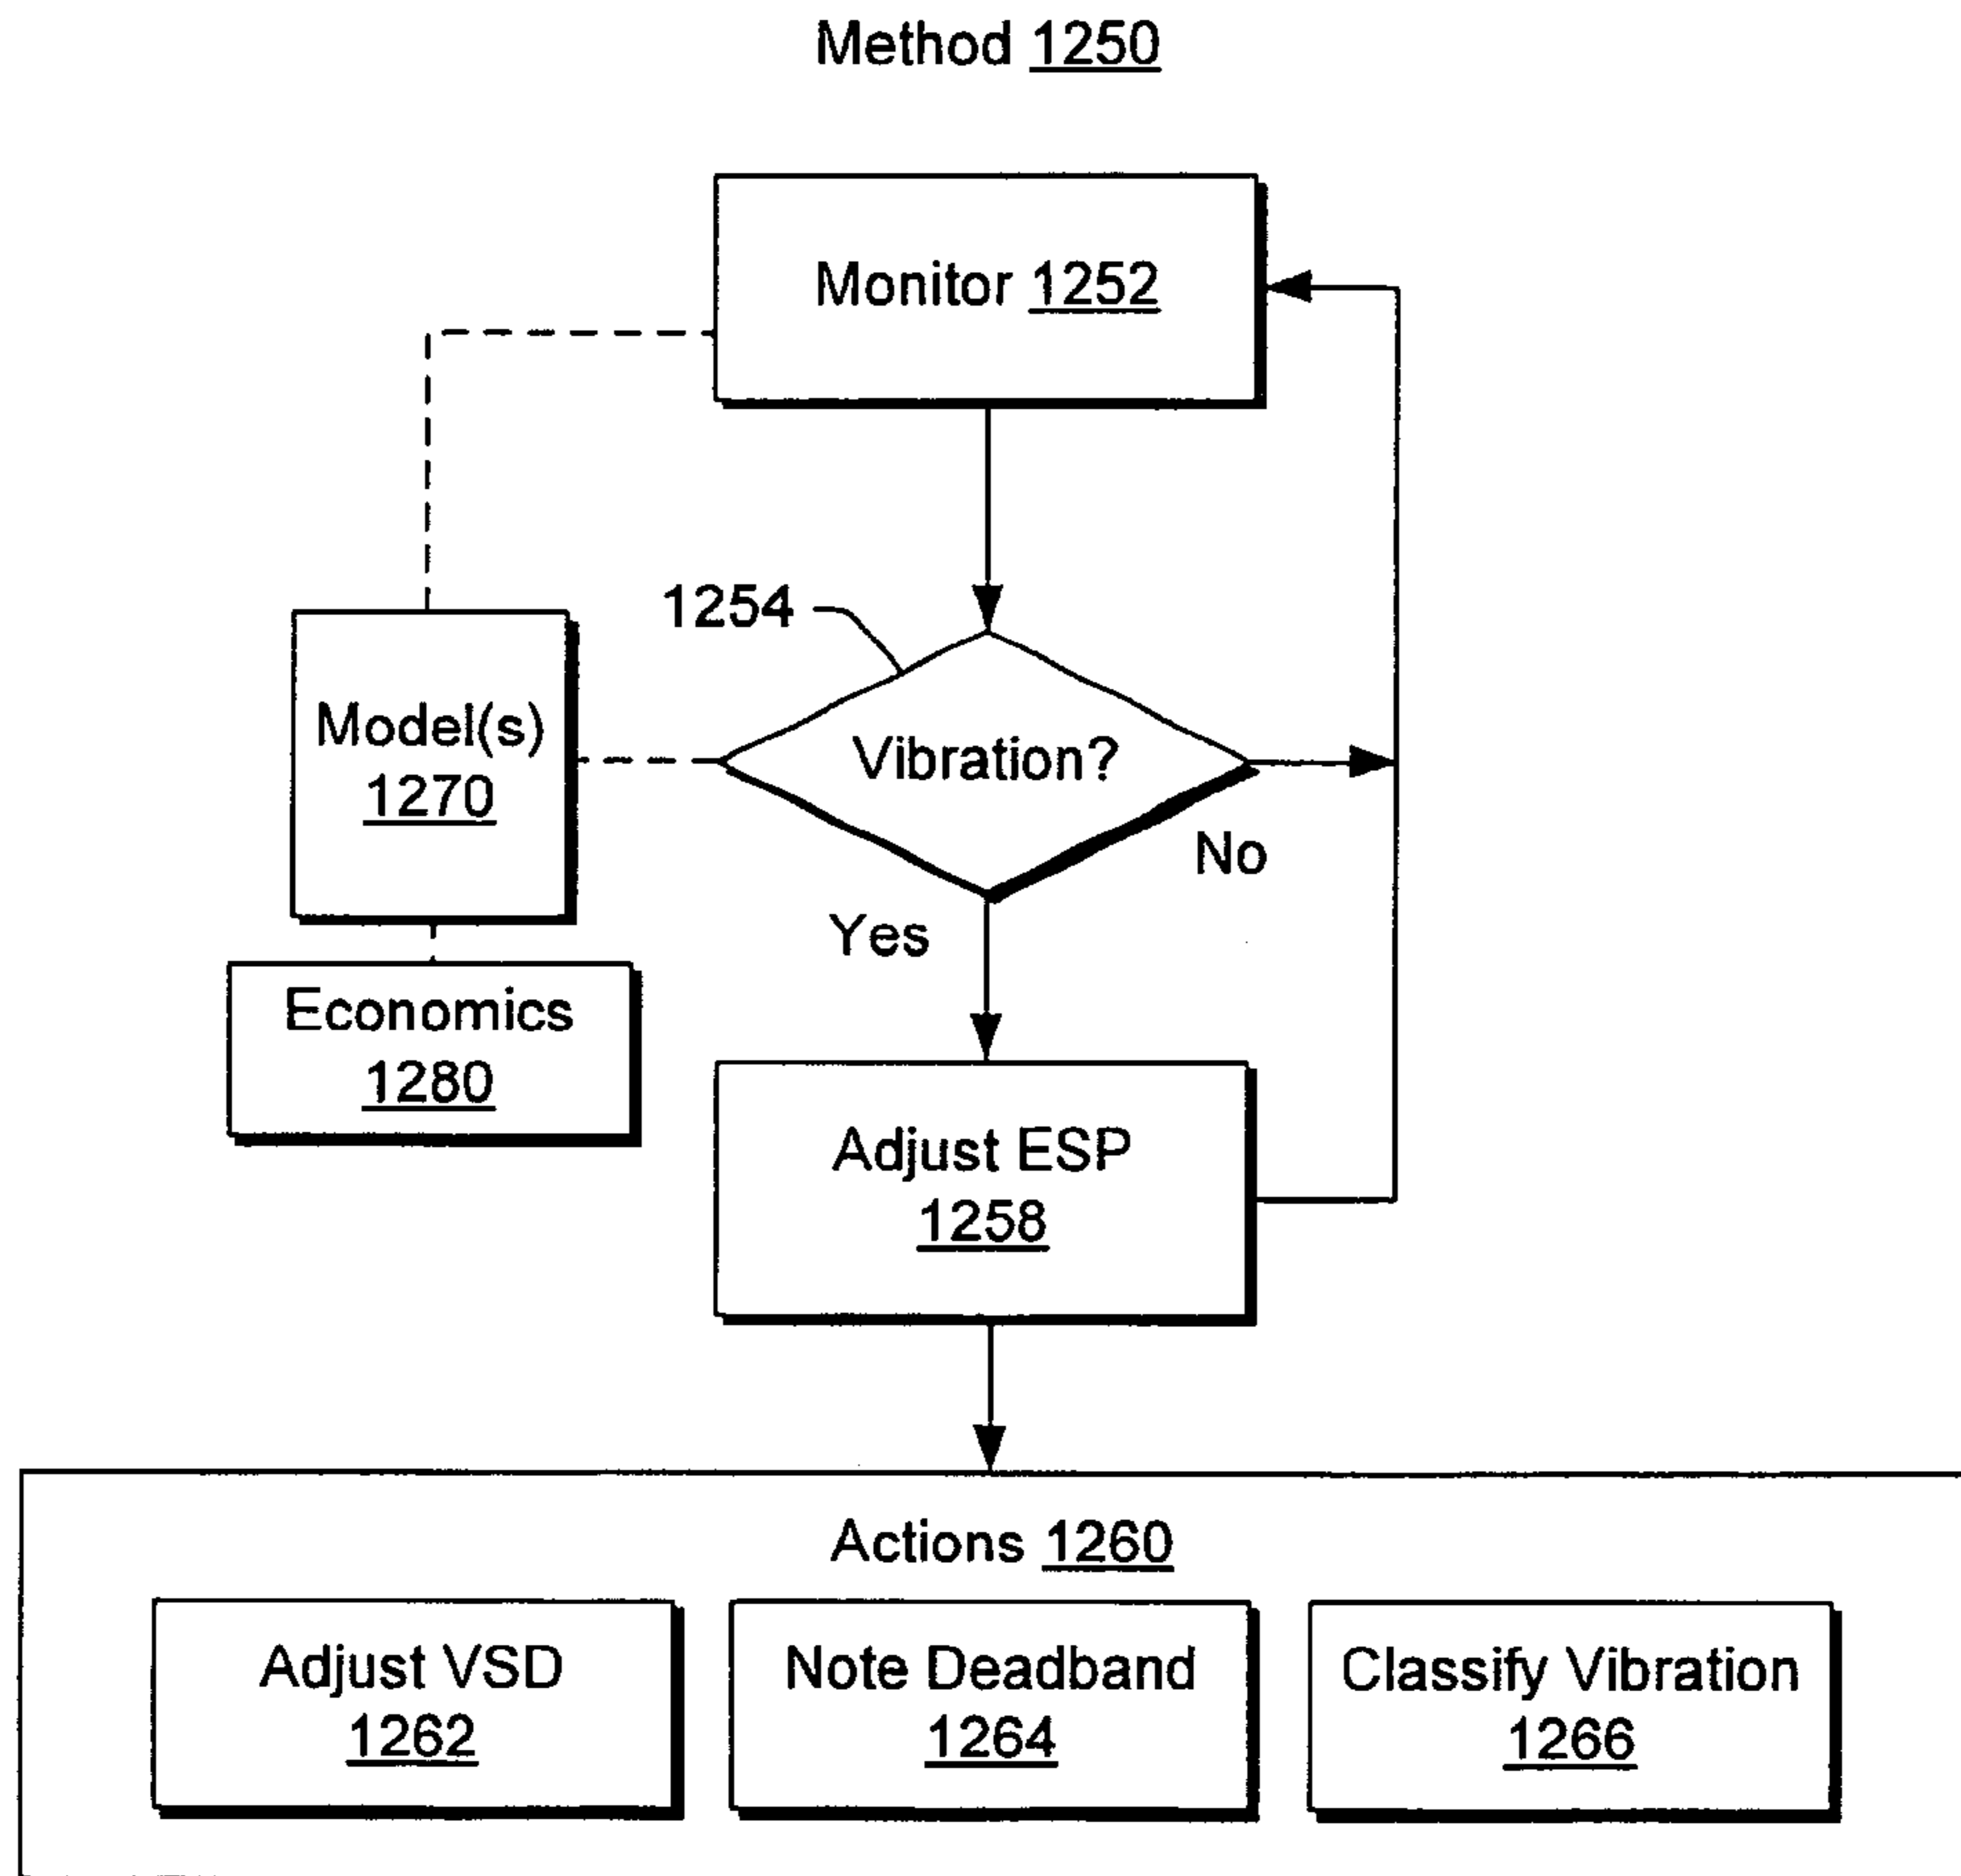 Method 1250
Monitor 1252
1254
Model(s)
1270
Vibration?
No
Yes
Economics
1280
Adjust ESP
1258
Actions 1260
Adjust VSD
1262
Note Deadband
1264
Classify Vibration
1266